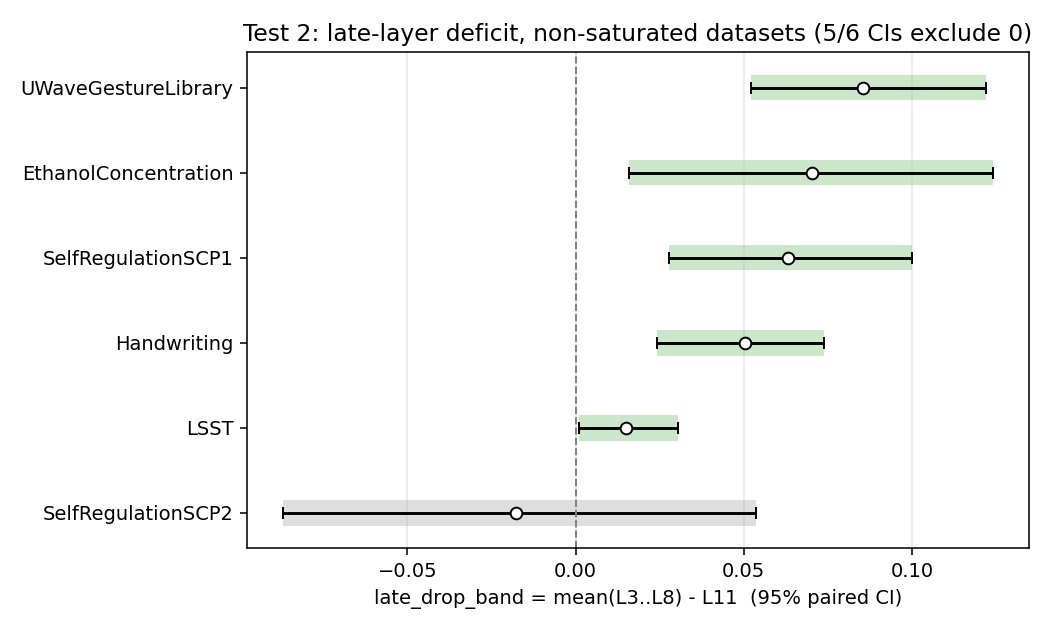 Test 2: late-layer deficit, non-saturated datasets (5/6 CIs exclude 0)
UWaveGestureLibrary
EthanolConcentration
SelfRegulationSCP1
Handwriting
LSST
SelfRegulationSCP2
−0.05 0.00 0.05 0.10
late_drop_band = mean(L3..L8) - L11 (95% paired CI)